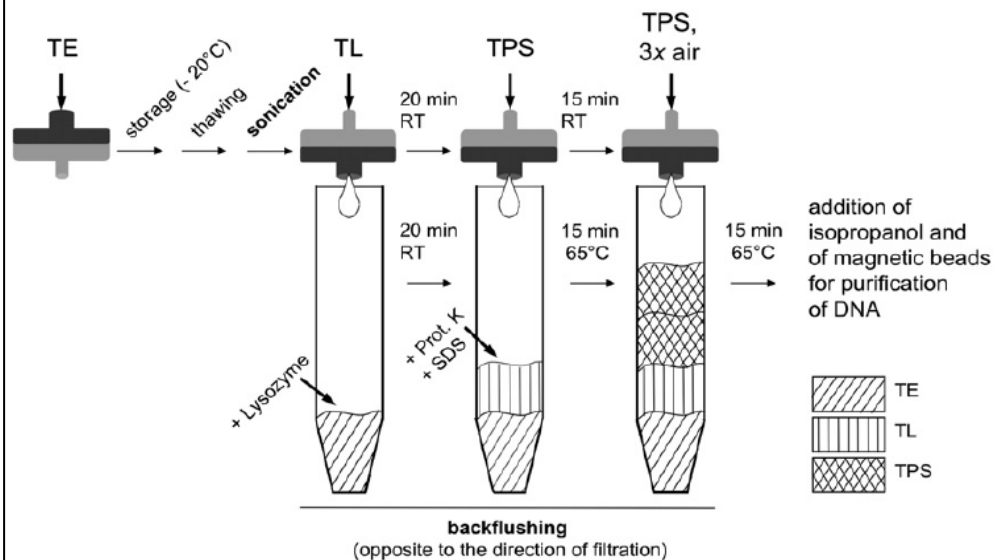 TE
storage (- 20°C)
thawing
sonication
TL
20 min
RT
TPS
15 min
RT
TPS,
3x air
20 min
RT
15 min
65°C
15 min
65°C
addition of
isopropanol and
of magnetic beads
for purification
of DNA
+ Lysozyme
+ Prot. K
+ SDS
TE
TL
TPS
backflushing
(opposite to the direction of filtration)